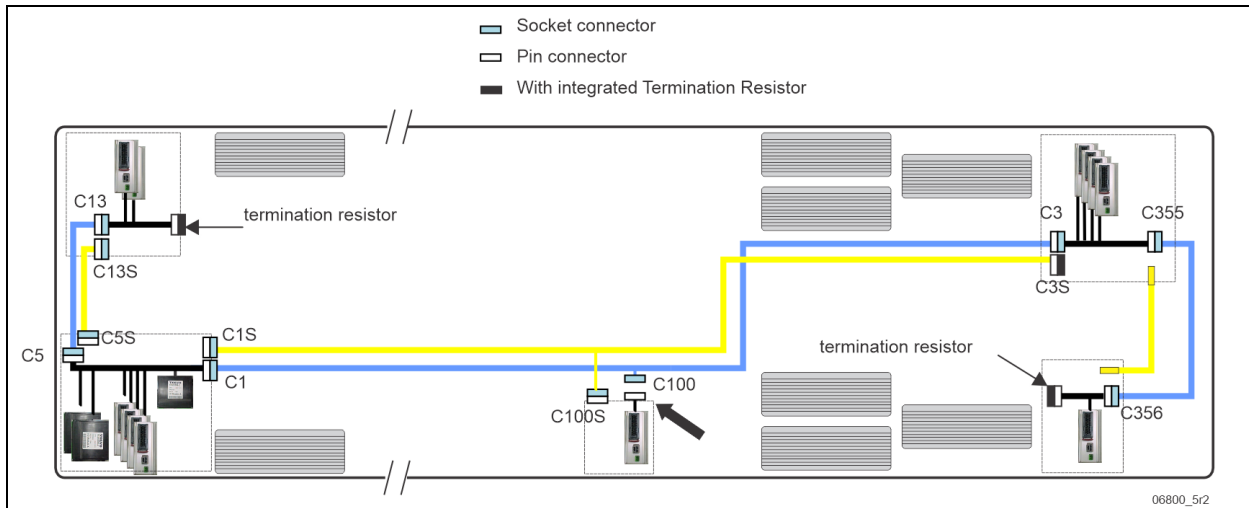 Socket connector
Pin connector
With integrated Termination Resistor
C13
termination resistor
C13S
C3
C355
C3S
C5S
C5
C1S
C1
C100
C100S
termination resistor
C356
06800_5r2